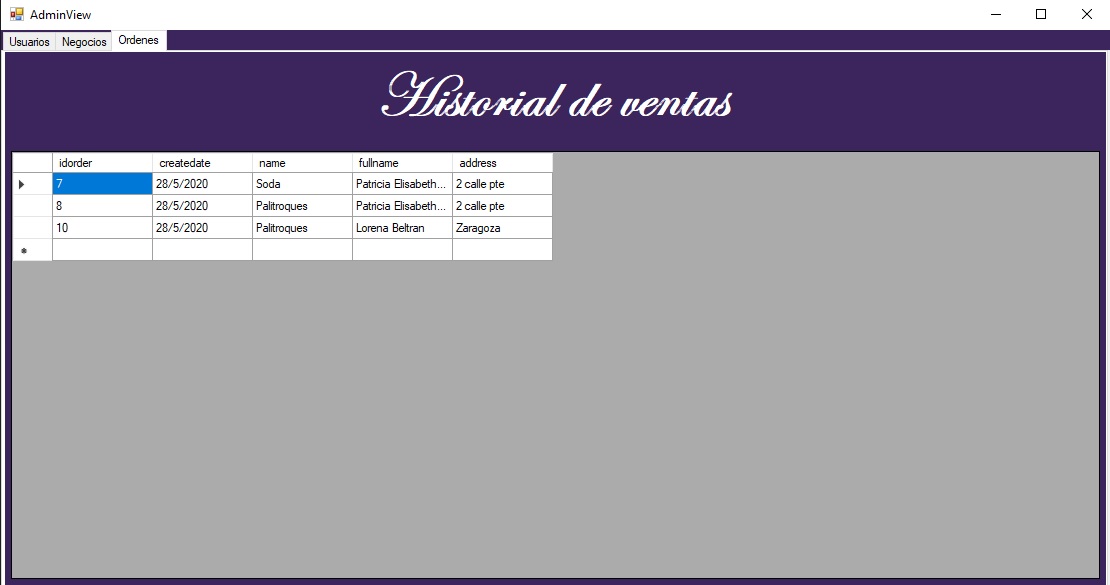 AdminView
Usuarios Negocios Ordenes
Historial de ventas
idorder createdate name fullname address
7 28/5/2020 Soda Patricia Elisabeth... 2 calle pte
8 28/5/2020 Palitroques Patricia Elisabeth... 2 calle pte
10 28/5/2020 Palitroques Lorena Beltran Zaragoza